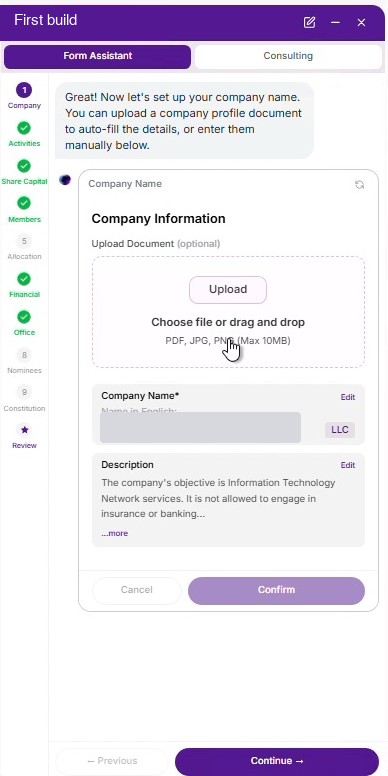 First build
Form Assistant
Consulting
1
Company
Activities
Share Capital
Members
5
Allocation
Financial
Office
8
Nominees
9
Constitution
Review
Great! Now let's set up your company name.
You can upload a company profile document
to auto-fill the details, or enter them
manually below.
Company Name
Company Information
Upload Document (optional)
Upload
Choose file or drag and drop
PDF, JPG, PNG (Max 10MB)
Company Name*
Edit
Name in English:
LLC
Description
Edit
The company's objective is Information Technology
Network services. It is not allowed to engage in
insurance or banking...
...more
Cancel
Confirm
← Previous
Continue →